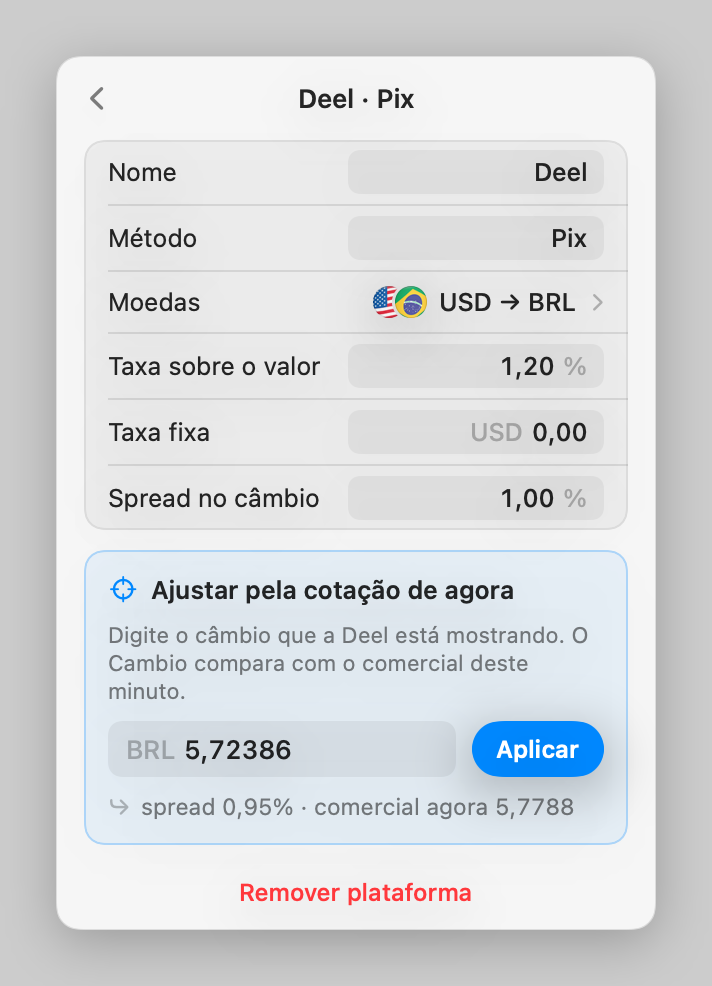 Deel · Pix
Nome Deel
Método Pix
Moedas USD → BRL
Taxa sobre o valor 1,20 %
Taxa fixa USD 0,00
Spread no câmbio 1,00 %
Ajustar pela cotação de agora
Digite o câmbio que a Deel está mostrando. O
Cambio compara com o comercial deste
minuto.
BRL 5,72386 Aplicar
spread 0,95% · comercial agora 5,7788
Remover plataforma